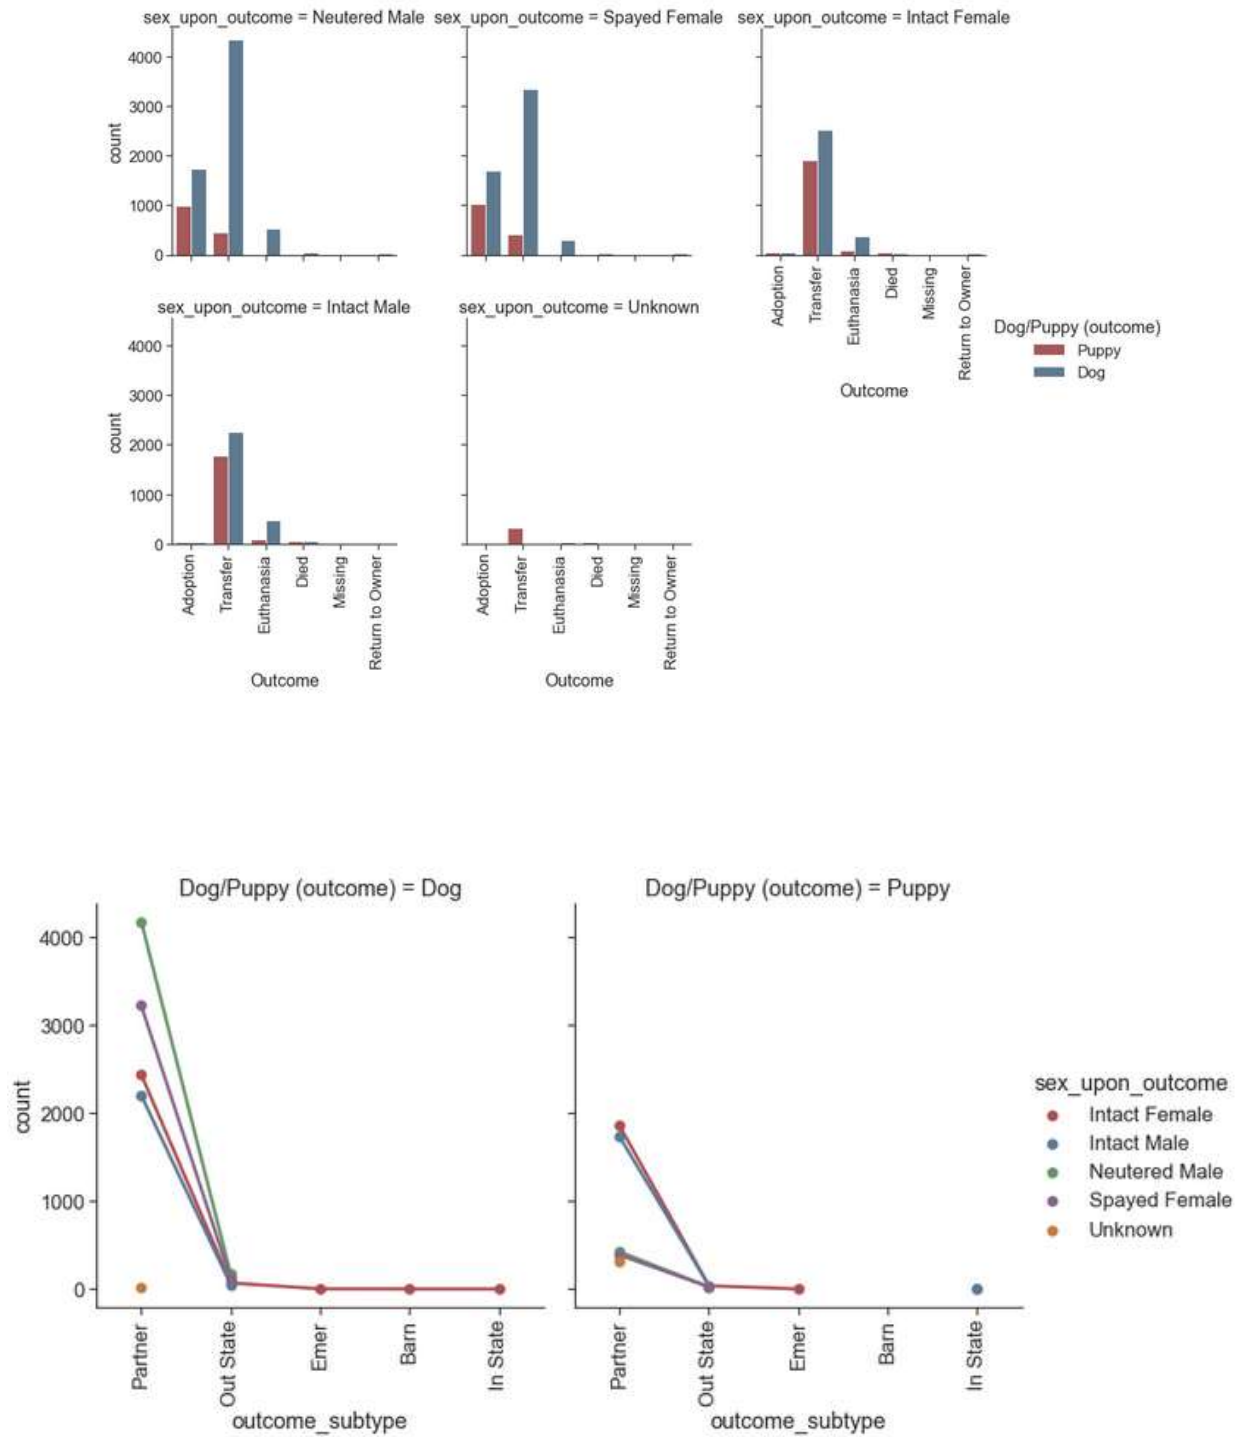 sex_upon_outcome = Neutered Male sex_upon_outcome = Spayed Female sex_upon_outcome = Intact Female
4000
3000
count
2000
1000
0
Adoption
Transfer
Euthanasia
Died
Missing
Return to Owner
Outcome
sex_upon_outcome = Intact Male sex_upon_outcome = Unknown
Dog/Puppy (outcome)
Puppy
Dog
4000
3000
count
2000
1000
0
Adoption
Transfer
Euthanasia
Died
Missing
Return to Owner
Outcome
Adoption
Transfer
Euthanasia
Died
Missing
Return to Owner
Outcome
Dog/Puppy (outcome) = Dog
Dog/Puppy (outcome) = Puppy
4000
3000
count
2000
1000
0
Partner
Out State
Emer
Barn
In State
outcome_subtype
Partner
Out State
Emer
Barn
In State
outcome_subtype
sex_upon_outcome
Intact Female
Intact Male
Neutered Male
Spayed Female
Unknown